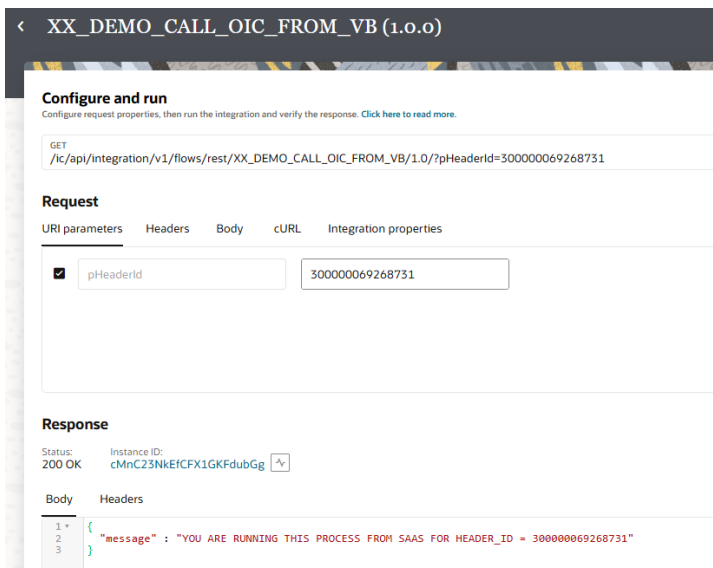 XX_DEMO_CALL_OIC_FROM_VB (1.0.0)
Configure and run
Configure request properties, then run the integration and verify the response. Click here to read more.
GET
/ic/api/integration/v1/flows/rest/XX_DEMO_CALL_OIC_FROM_VB/1.0/?pHeaderId=300000069268731
Request
URI parameters Headers Body cURL Integration properties
pHeaderId 300000069268731
Response
Status: Instance ID:
200 OK cMnC23NkEfCFX1GKFdubGg
Body Headers
1 {
2 "message" : "YOU ARE RUNNING THIS PROCESS FROM SAAS FOR HEADER_ID = 300000069268731"
3 }